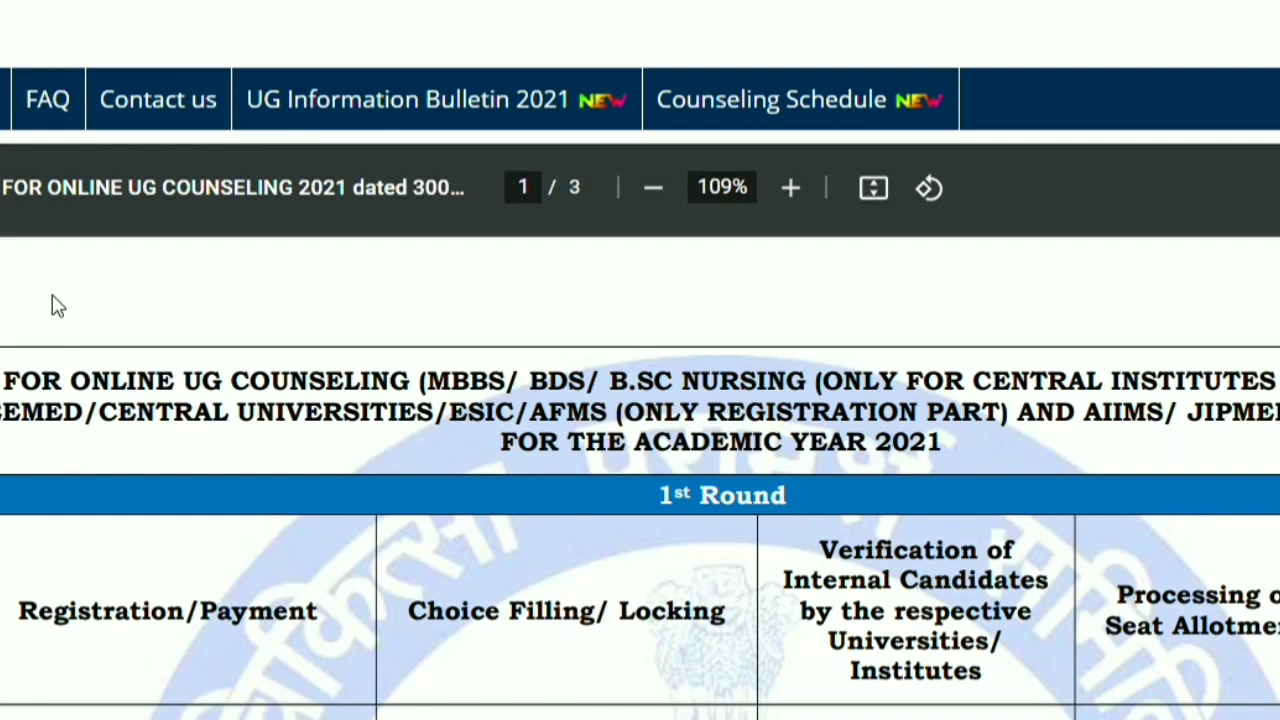 FAQ
Contact us
UG Information Bulletin 2021 NEW
Counseling Schedule NEW
FOR ONLINE UG COUNSELING 2021 dated 300...
1 / 3
109%
FOR ONLINE UG COUNSELING (MBBS/ BDS/ B.SC NURSING (ONLY FOR CENTRAL INSTITUTES
EMED/CENTRAL UNIVERSITIES/ESIC/AFMS (ONLY REGISTRATION PART) AND AIIMS/ JIPME
FOR THE ACADEMIC YEAR 2021
1st Round
Registration/Payment
Choice Filling/ Locking
Verification of
Internal Candidates
by the respective
Universities/
Institutes
Processing o
Seat Allotme